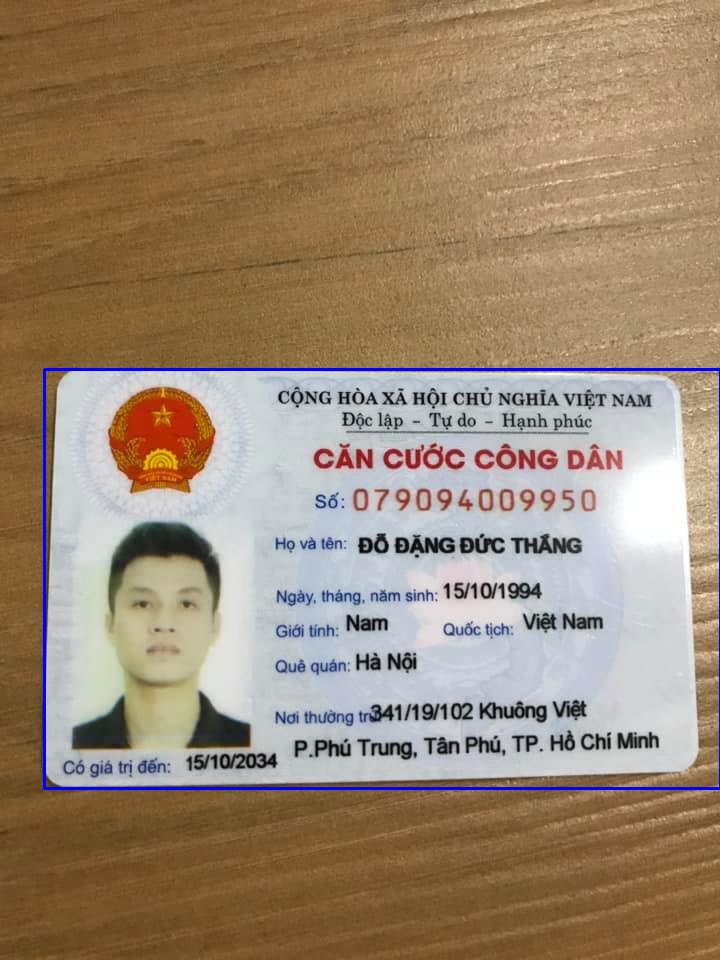 CỘNG HÒA XÃ HỘI CHỦ NGHĨA VIỆT NAM
Độc lập - Tự do - Hạnh phúc
CĂN CƯỚC CÔNG DÂN
Số: 079094009950
Họ và tên: ĐỖ ĐẶNG ĐỨC THẮNG
Ngày, tháng, năm sinh: 15/10/1994
Giới tính: Nam Quốc tịch: Việt Nam
Quê quán: Hà Nội
Nơi thường trú: 341/19/102 Khuông Việt
P.Phú Trung, Tân Phú, TP. Hồ Chí Minh
Có giá trị đến: 15/10/2034